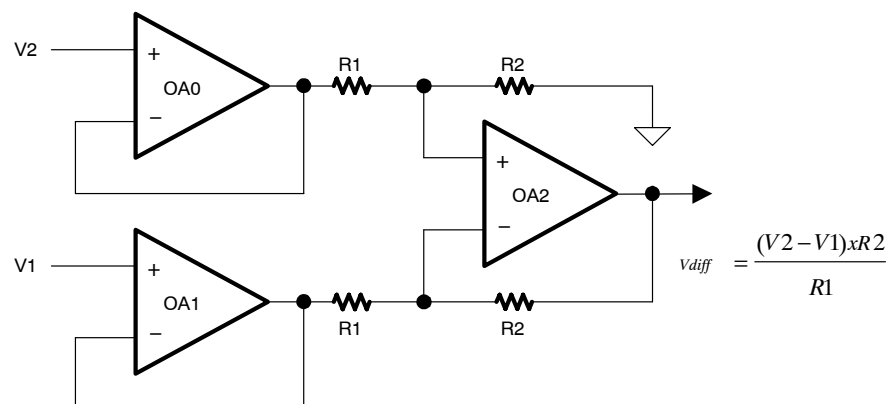 V2
+
OA0
−
R1
R2
+
OA2
−
V1
+
OA1
−
R1
R2
Vdiff = (V2 − V1)xR2
R1